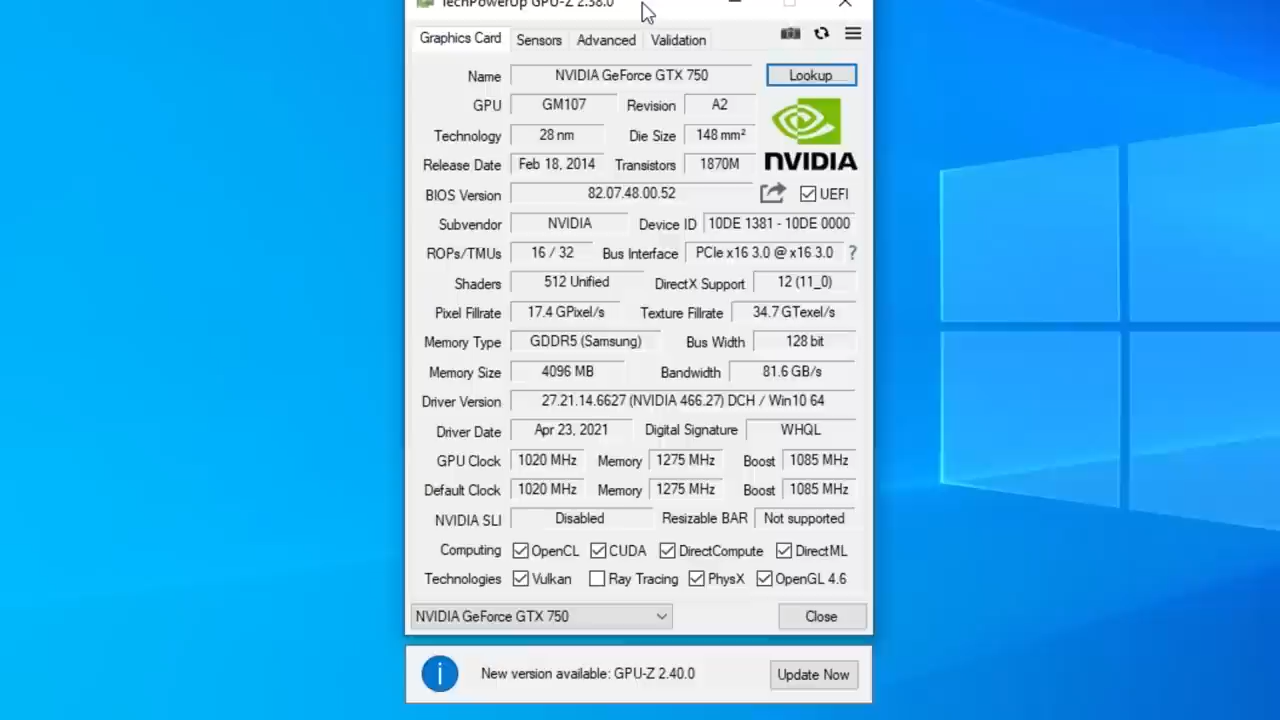 TechPowerUp GPU-Z 2.38.0
Graphics Card Sensors Advanced Validation
Name NVIDIA GeForce GTX 750 Lookup
GPU GM107 Revision A2
Technology 28 nm Die Size 148 mm²
NVIDIA
Release Date Feb 18, 2014 Transistors 1870M
BIOS Version 82.07.48.00.52 UEFI
Subvendor NVIDIA Device ID 10DE 1381 - 10DE 0000
ROPs/TMUs 16 / 32 Bus Interface PCIe x16 3.0 @ x16 3.0 ?
Shaders 512 Unified DirectX Support 12 (11_0)
Pixel Fillrate 17.4 GPixel/s Texture Fillrate 34.7 GTexel/s
Memory Type GDDR5 (Samsung) Bus Width 128 bit
Memory Size 4096 MB Bandwidth 81.6 GB/s
Driver Version 27.21.14.6627 (NVIDIA 466.27) DCH / Win10 64
Driver Date Apr 23, 2021 Digital Signature WHQL
GPU Clock 1020 MHz Memory 1275 MHz Boost 1085 MHz
Default Clock 1020 MHz Memory 1275 MHz Boost 1085 MHz
NVIDIA SLI Disabled Resizable BAR Not supported
Computing OpenCL CUDA DirectCompute DirectML
Technologies Vulkan Ray Tracing PhysX OpenGL 4.6
NVIDIA GeForce GTX 750 Close
New version available: GPU-Z 2.40.0 Update Now